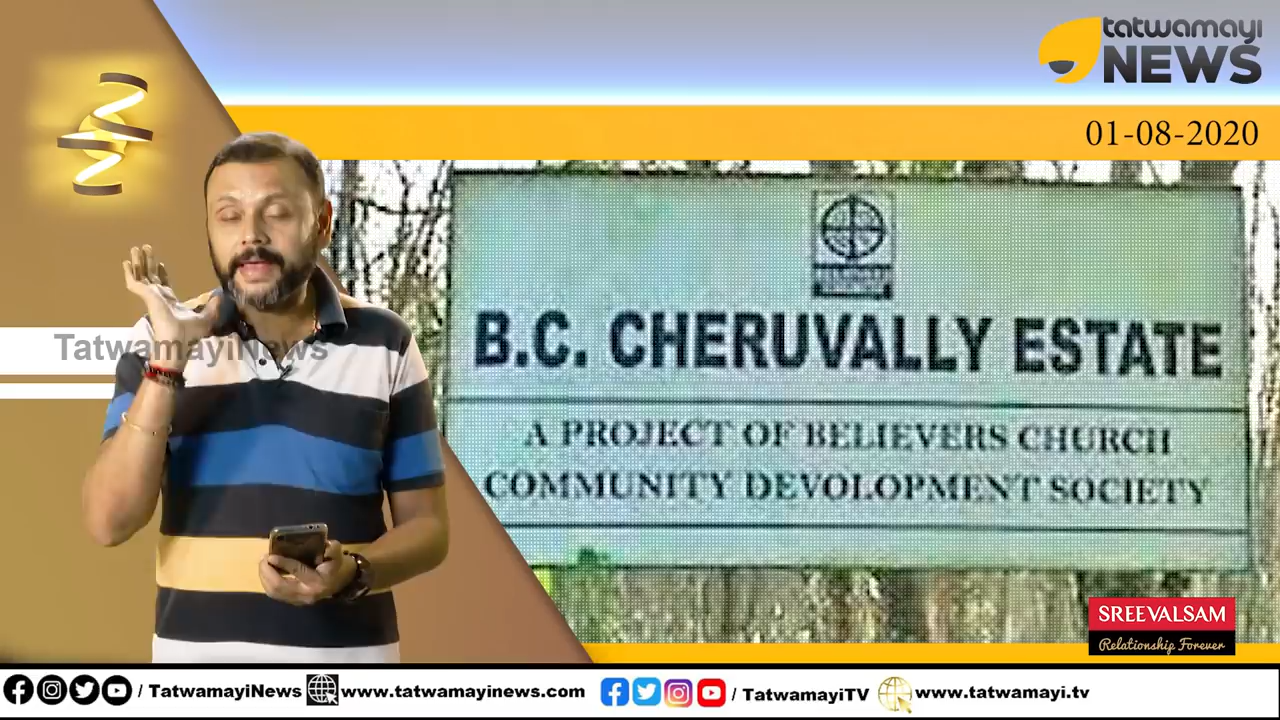 tatwamayi
NEWS
01-08-2020
TatwamayiNews
B.C. CHERUVALLY ESTATE
A PROJECT OF BELIEVERS CHURCH
COMMUNITY DEVOLOPMENT SOCIETY
SREEVALSAM
Relationship Forever
/ TatwamayiNews www.tatwamayinews.com / TatwamayiTV www.tatwamayi.tv